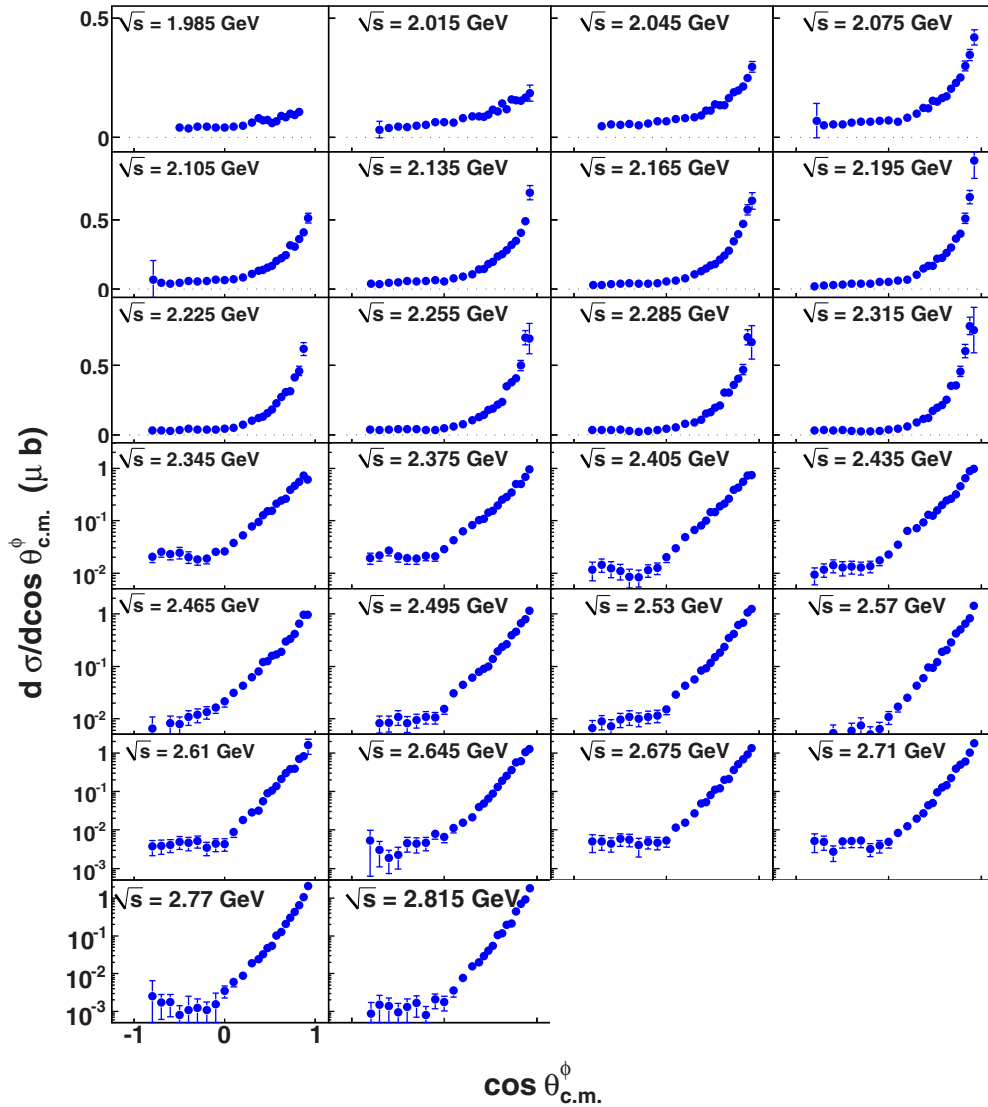 √s = 1.985 GeV √s = 2.015 GeV √s = 2.045 GeV √s = 2.075 GeV
0.5
0
√s = 2.105 GeV √s = 2.135 GeV √s = 2.165 GeV √s = 2.195 GeV
0.5
0
√s = 2.225 GeV √s = 2.255 GeV √s = 2.285 GeV √s = 2.315 GeV
0.5
0
√s = 2.345 GeV √s = 2.375 GeV √s = 2.405 GeV √s = 2.435 GeV
1
10⁻¹
10⁻²
√s = 2.465 GeV √s = 2.495 GeV √s = 2.53 GeV √s = 2.57 GeV
1
10⁻¹
10⁻²
√s = 2.61 GeV √s = 2.645 GeV √s = 2.675 GeV √s = 2.71 GeV
1
10⁻¹
10⁻²
10⁻³
√s = 2.77 GeV √s = 2.815 GeV
1
10⁻¹
10⁻²
10⁻³
-1 0 1
d σ/dcos θ^ϕ_c.m. (μ b)
cos θ^ϕ_c.m.